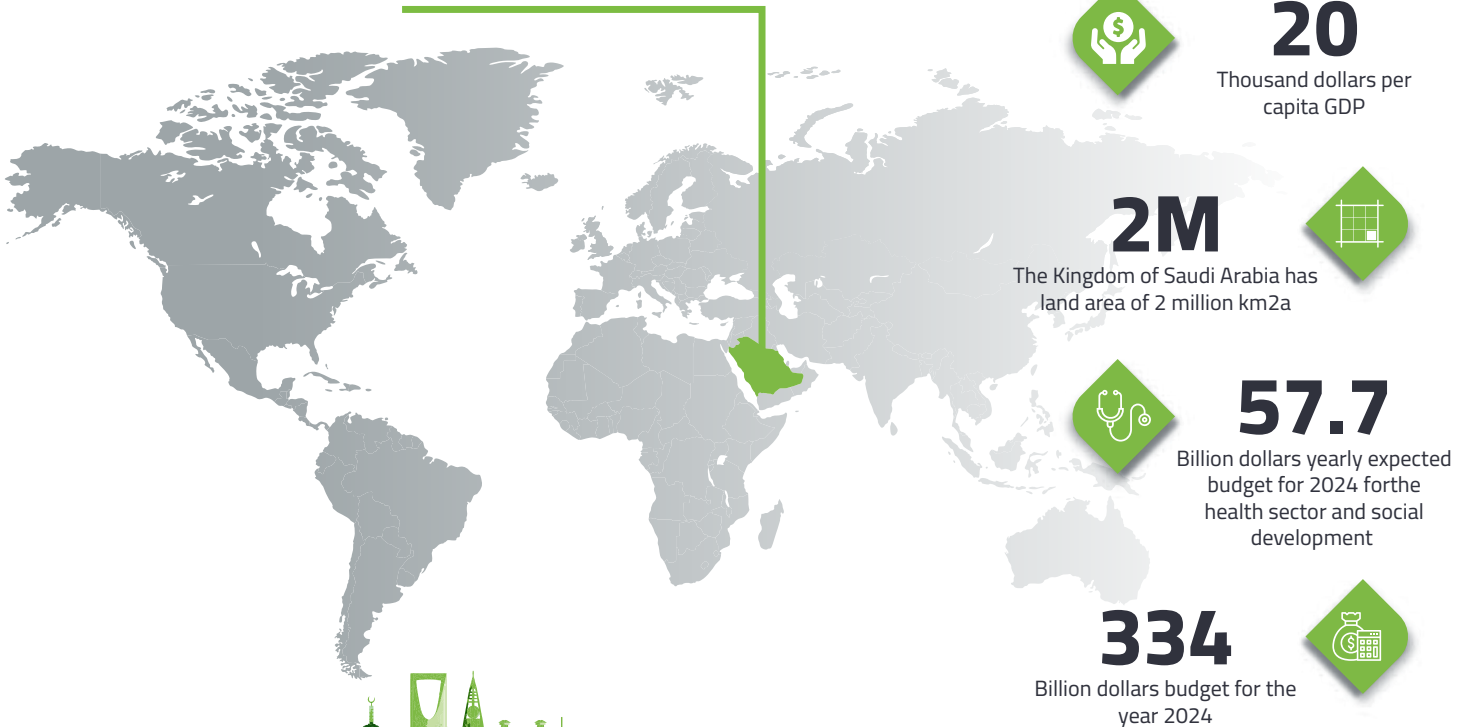 20
Thousand dollars per
capita GDP
2M
The Kingdom of Saudi Arabia has
land area of 2 million km2a
57.7
Billion dollars yearly expected
budget for 2024 forthe
health sector and social
development
334
Billion dollars budget for the
year 2024